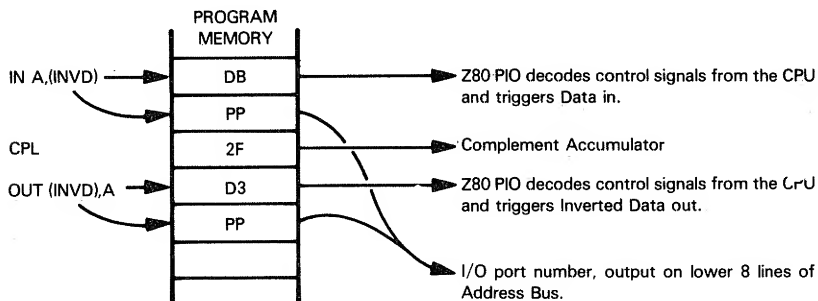 PROGRAM
MEMORY
IN A,(INVD)
DB
Z80 PIO decodes control signals from the CPU
and triggers Data in.
PP
CPL
2F
Complement Accumulator
OUT (INVD),A
D3
Z80 PIO decodes control signals from the CPU
and triggers Inverted Data out.
PP
I/O port number, output on lower 8 lines of
Address Bus.